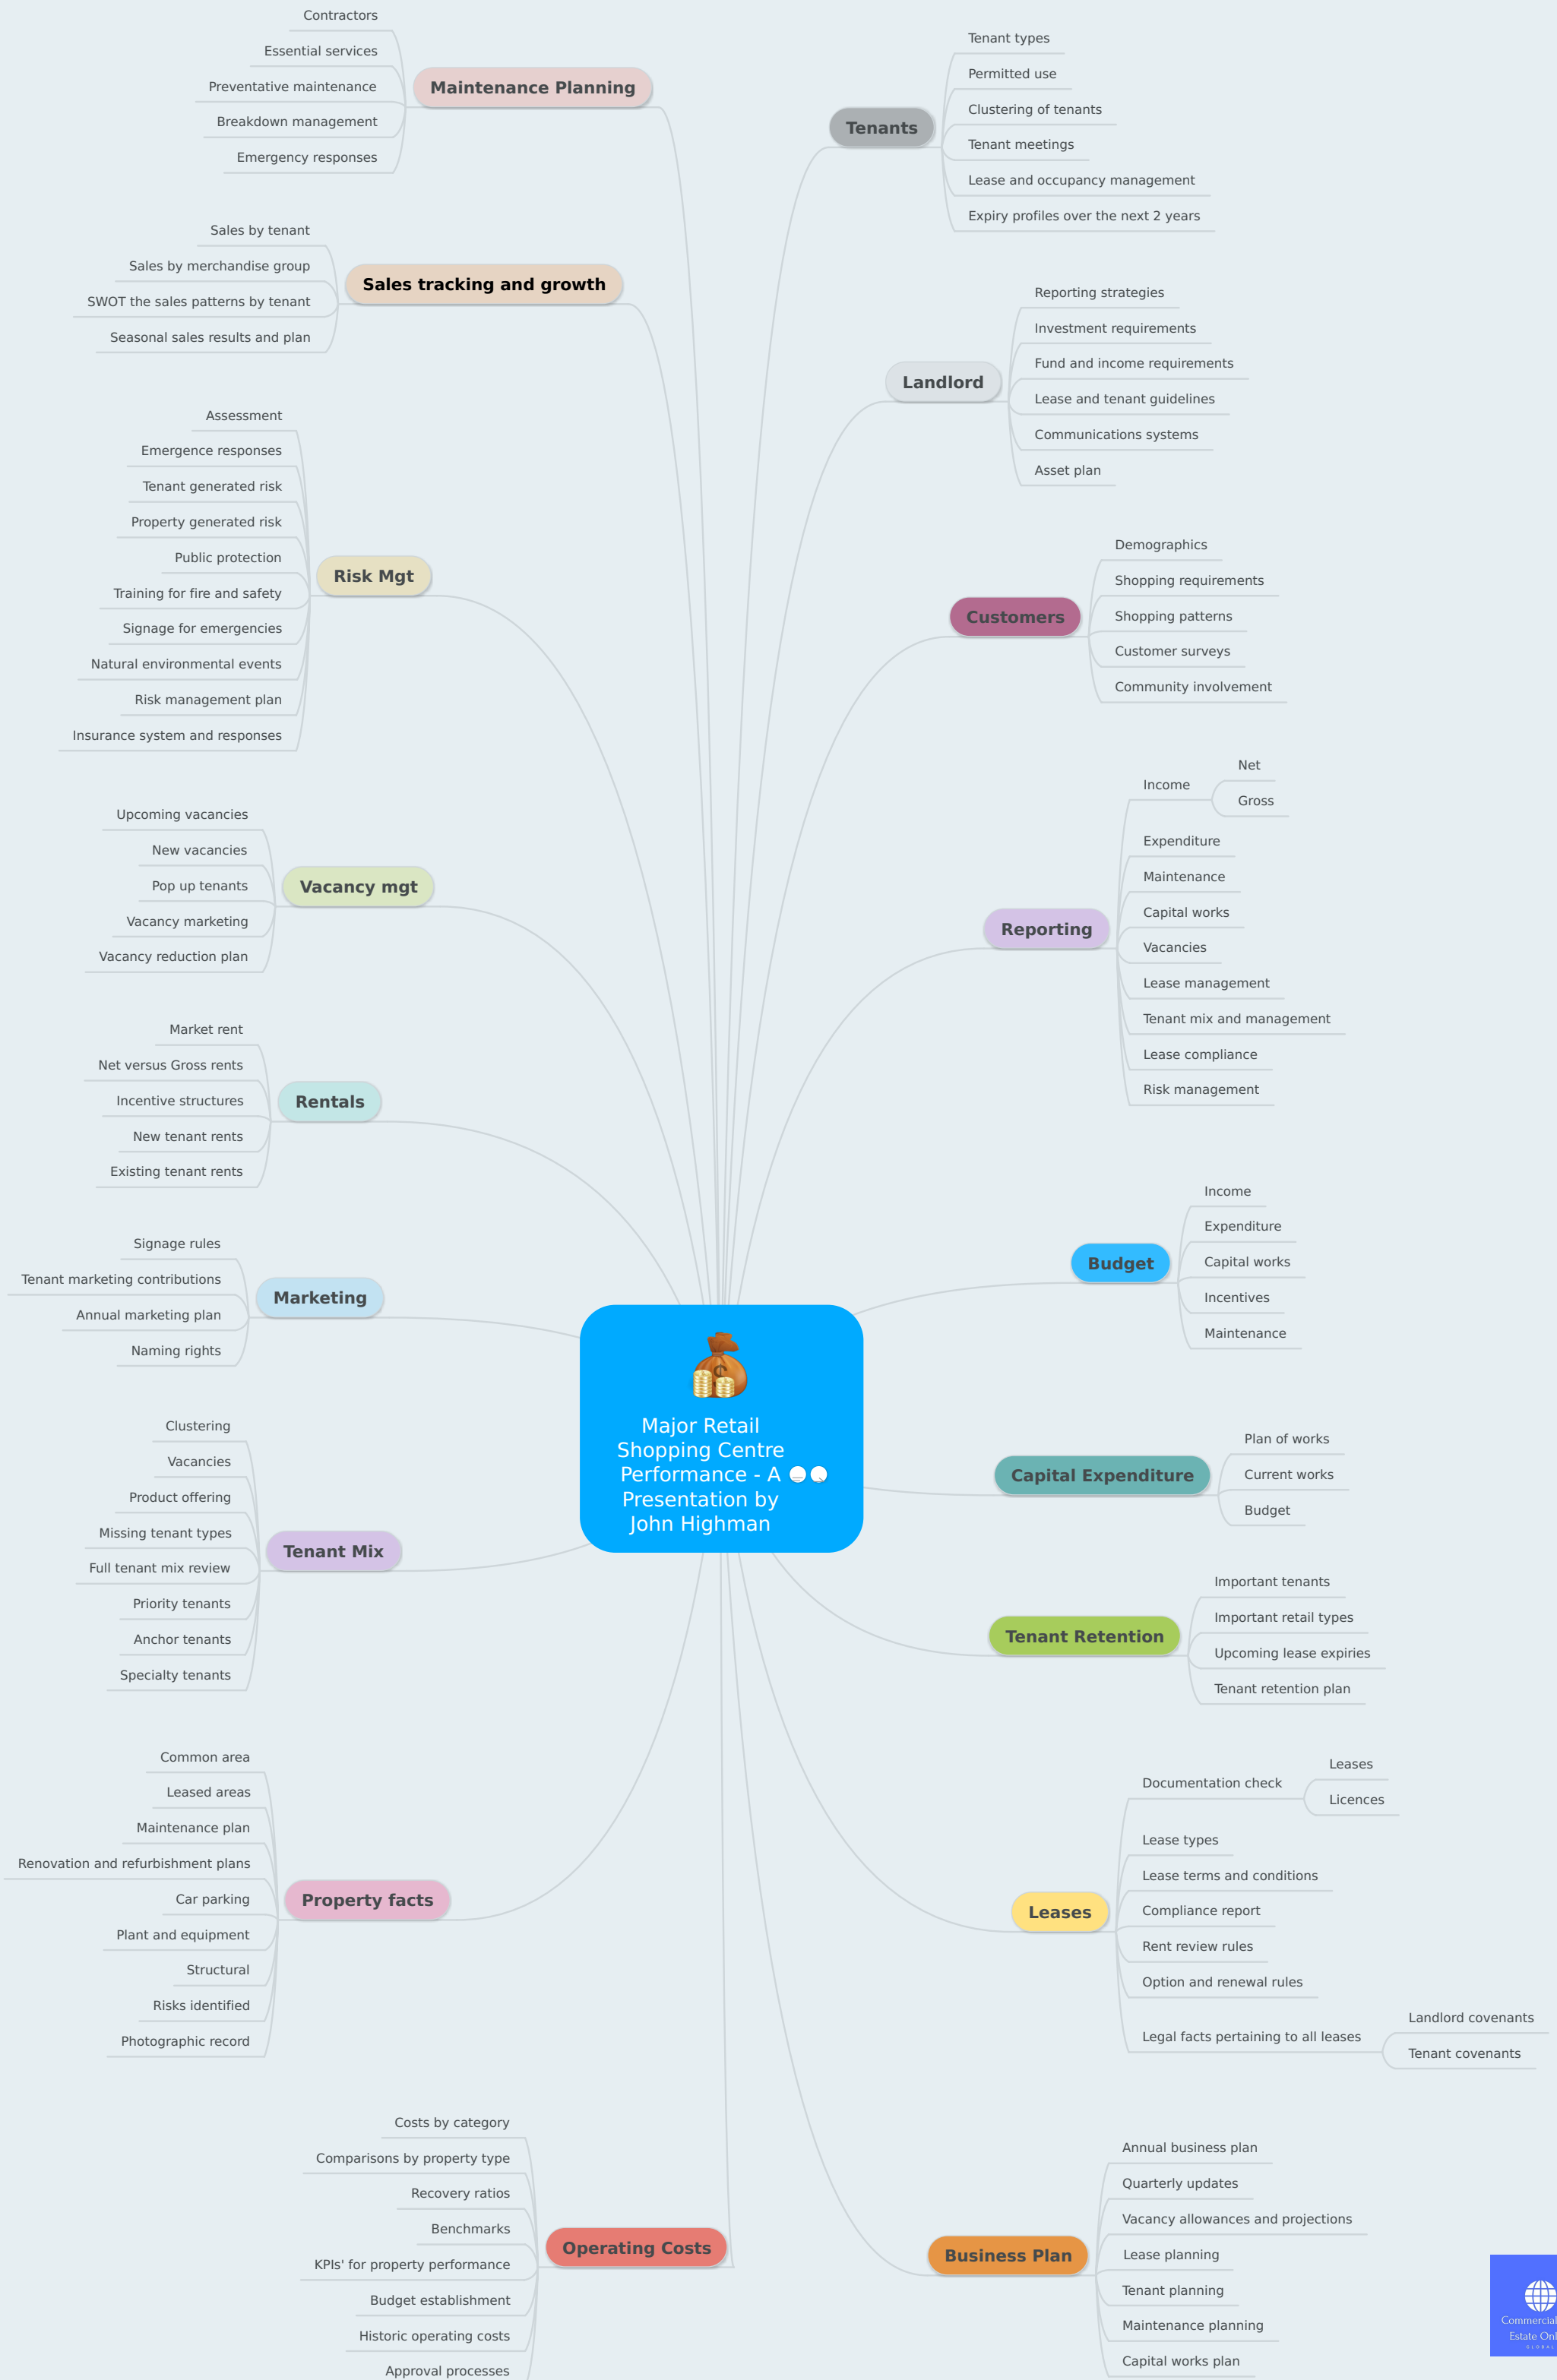 Major Retail
Shopping Centre
Performance - A
Presentation by
John Highman
Tenants
Tenant types
Permitted use
Clustering of tenants
Tenant meetings
Lease and occupancy management
Expiry profiles over the next 2 years
Landlord
Reporting strategies
Investment requirements
Fund and income requirements
Lease and tenant guidelines
Communications systems
Asset plan
Customers
Demographics
Shopping requirements
Shopping patterns
Customer surveys
Community involvement
Reporting
Income
Net
Gross
Expenditure
Maintenance
Capital works
Vacancies
Lease management
Tenant mix and management
Lease compliance
Risk management
Budget
Income
Expenditure
Capital works
Incentives
Maintenance
Capital Expenditure
Plan of works
Current works
Budget
Tenant Retention
Important tenants
Important retail types
Upcoming lease expiries
Tenant retention plan
Leases
Documentation check
Leases
Licences
Lease types
Lease terms and conditions
Compliance report
Rent review rules
Option and renewal rules
Legal facts pertaining to all leases
Landlord covenants
Tenant covenants
Business Plan
Annual business plan
Quarterly updates
Vacancy allowances and projections
Lease planning
Tenant planning
Maintenance planning
Capital works plan
Maintenance Planning
Contractors
Essential services
Preventative maintenance
Breakdown management
Emergency responses
Sales tracking and growth
Sales by tenant
Sales by merchandise group
SWOT the sales patterns by tenant
Seasonal sales results and plan
Risk Mgt
Assessment
Emergence responses
Tenant generated risk
Property generated risk
Public protection
Training for fire and safety
Signage for emergencies
Natural environmental events
Risk management plan
Insurance system and responses
Vacancy mgt
Upcoming vacancies
New vacancies
Pop up tenants
Vacancy marketing
Vacancy reduction plan
Rentals
Market rent
Net versus Gross rents
Incentive structures
New tenant rents
Existing tenant rents
Marketing
Signage rules
Tenant marketing contributions
Annual marketing plan
Naming rights
Tenant Mix
Clustering
Vacancies
Product offering
Missing tenant types
Full tenant mix review
Priority tenants
Anchor tenants
Specialty tenants
Property facts
Common area
Leased areas
Maintenance plan
Renovation and refurbishment plans
Car parking
Plant and equipment
Structural
Risks identified
Photographic record
Operating Costs
Costs by category
Comparisons by property type
Recovery ratios
Benchmarks
KPIs' for property performance
Budget establishment
Historic operating costs
Approval processes
Commercial
Estate